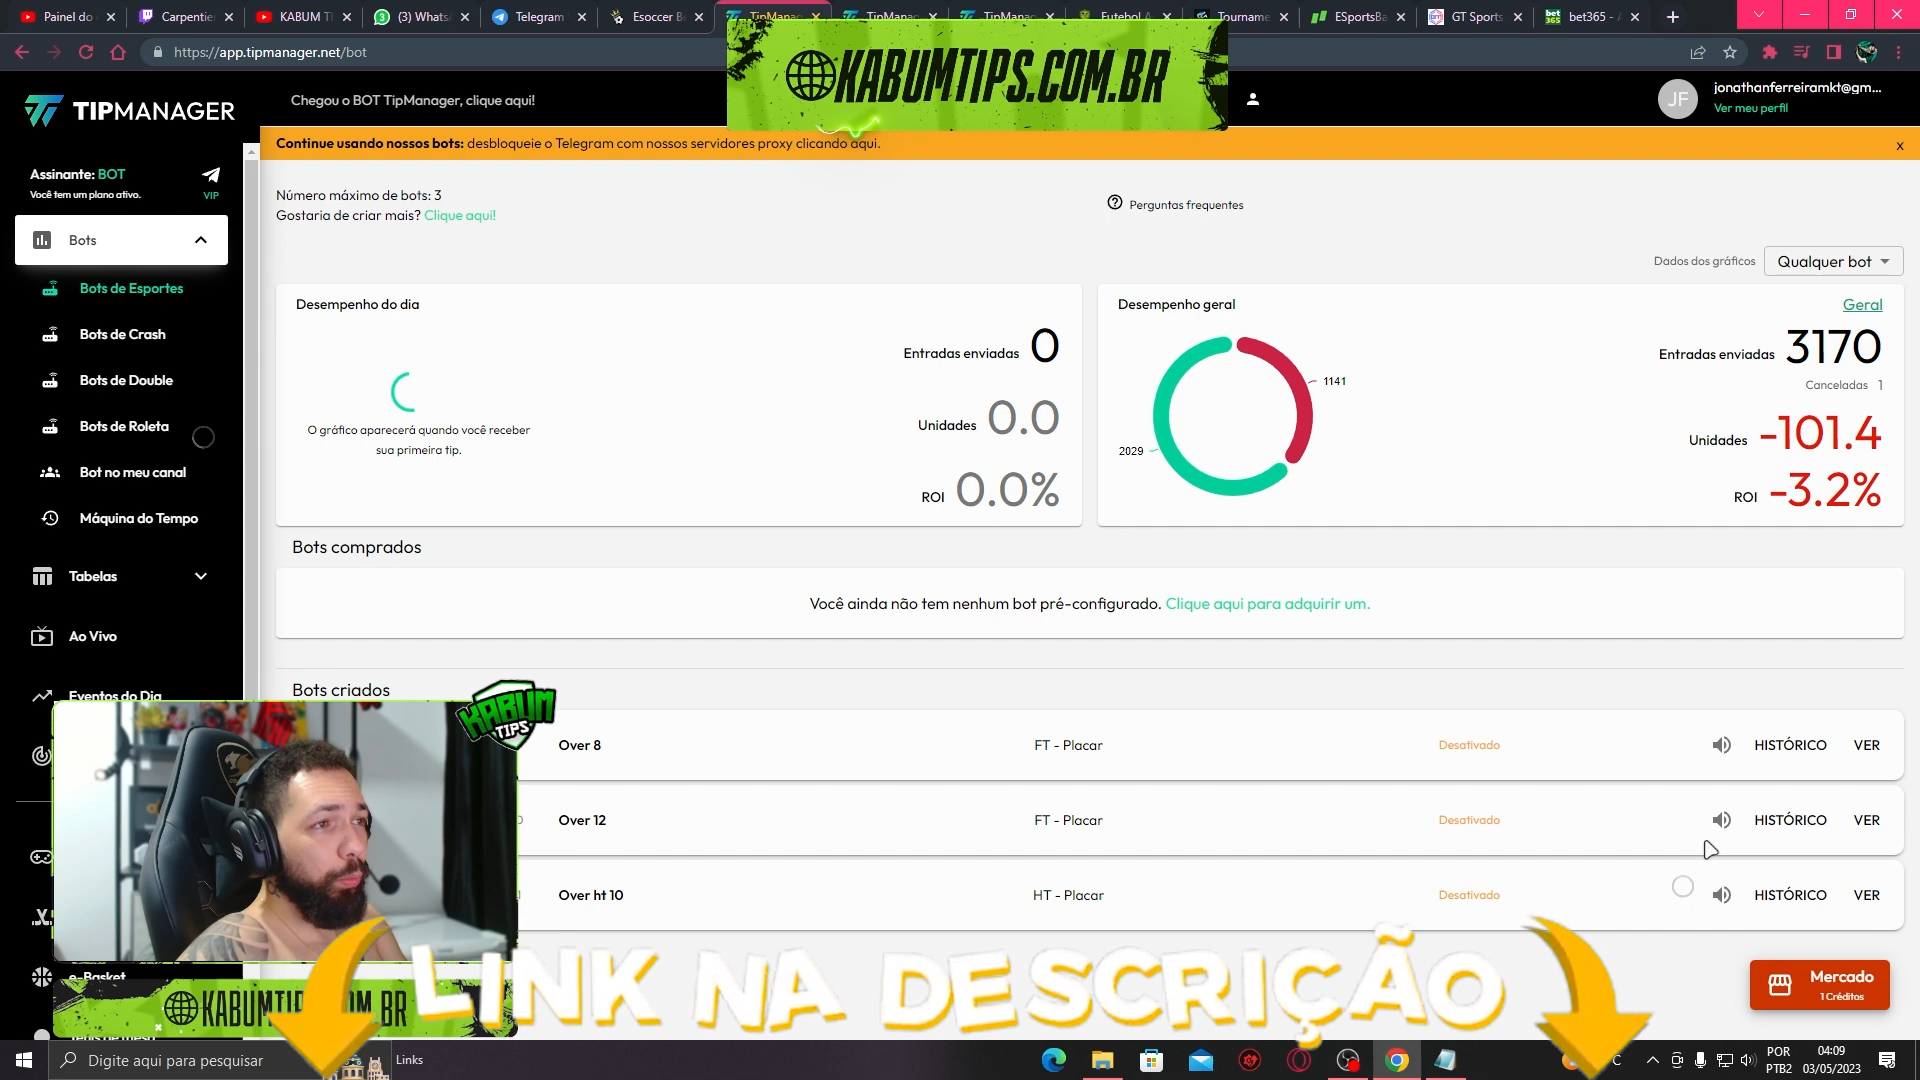 Painel do
Carpentie
KABUM T
(3) Whats
Telegram
Esoccer B
TipManag
TipManag
TipManag
Futebol A
Tourname
ESportsBa
GT Sports
bet365 -
https://app.tipmanager.net/bot
KABUMTIPS.COM.BR
TIPMANAGER
Chegou o BOT TipManager, clique aqui!
JF
jonathanferreiramkt@gm...
Ver meu perfil
Continue usando nossos bots: desbloqueie o Telegram com nossos servidores proxy clicando aqui.
x
Assinante: BOT
Você tem um plano ativo.
VIP
Número máximo de bots: 3
Gostaria de criar mais? Clique aqui!
Perguntas frequentes
Bots
Bots de Esportes
Bots de Crash
Bots de Double
Bots de Roleta
Bot no meu canal
Máquina do Tempo
Tabelas
Ao Vivo
Eventos do Dia
e-Basket
Dados dos gráficos
Qualquer bot
Desempenho do dia
O gráfico aparecerá quando você receber
sua primeira tip.
Entradas enviadas 0
Unidades 0.0
ROI 0.0%
Desempenho geral
Geral
1141
2029
Entradas enviadas 3170
Canceladas 1
Unidades -101.4
ROI -3.2%
Bots comprados
Você ainda não tem nenhum bot pré-configurado. Clique aqui para adquirir um.
Bots criados
Over 8 FT - Placar Desativado HISTÓRICO VER
Over 12 FT - Placar Desativado HISTÓRICO VER
Over ht 10 HT - Placar Desativado HISTÓRICO VER
KABUM
TIPS
LINK NA DESCRIÇÃO
Mercado
1 Créditos
Digite aqui para pesquisar
Links
POR
PTB2
04:09
03/05/2023